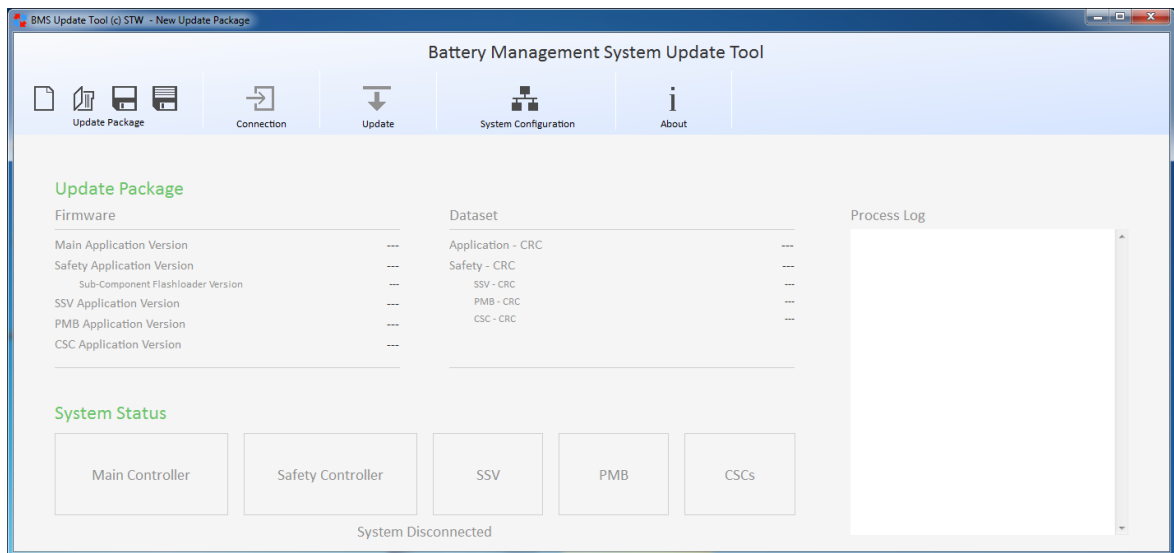 BMS Update Tool (c) STW - New Update Package
Battery Management System Update Tool
Update Package
Connection
Update
System Configuration
i
About
Update Package
Firmware
Main Application Version ---
Safety Application Version ---
Sub-Component Flashloader Version ---
SSV Application Version ---
PMB Application Version ---
CSC Application Version ---
Dataset
Application - CRC ---
Safety - CRC ---
SSV - CRC ---
PMB - CRC ---
CSC - CRC ---
Process Log
System Status
Main Controller
Safety Controller
SSV
PMB
CSCs
System Disconnected